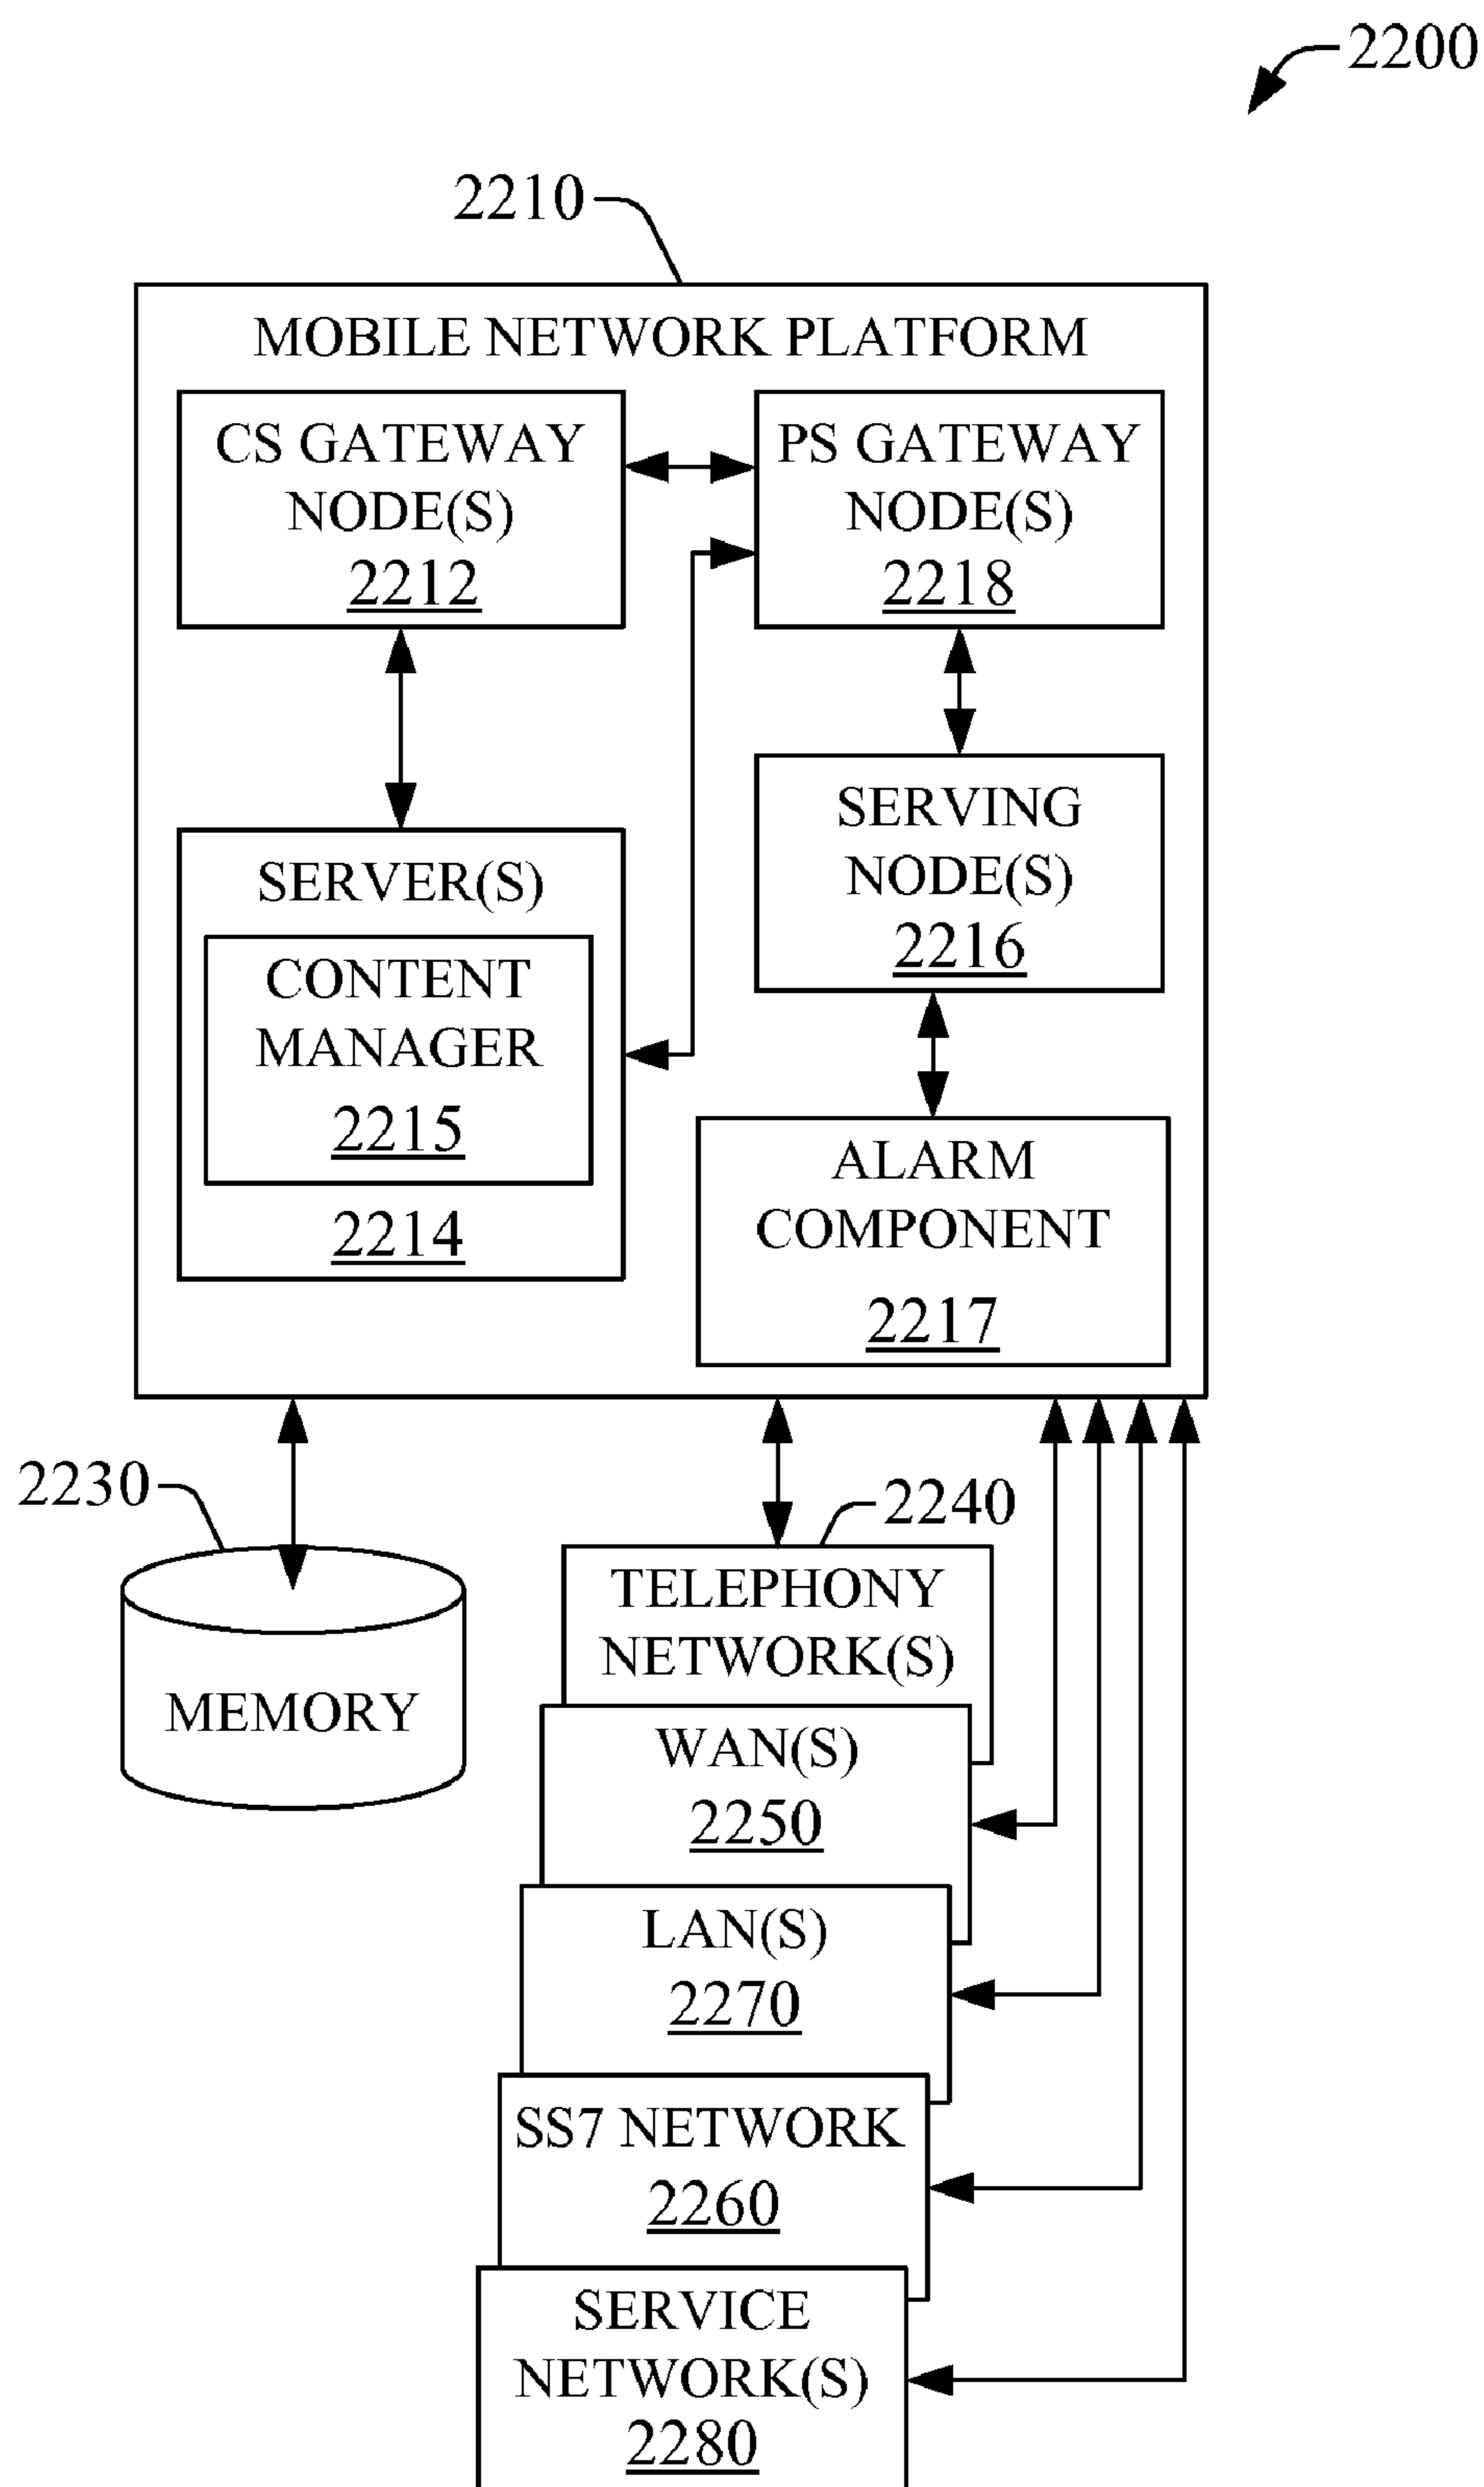 2200
2210
MOBILE NETWORK PLATFORM
CS GATEWAY
NODE(S)
2212
PS GATEWAY
NODE(S)
2218
SERVER(S)
CONTENT
MANAGER
2215
2214
SERVING
NODE(S)
2216
ALARM
COMPONENT
2217
2230
MEMORY
2240
TELEPHONY
NETWORK(S)
WAN(S)
2250
LAN(S)
2270
SS7 NETWORK
2260
SERVICE
NETWORK(S)
2280